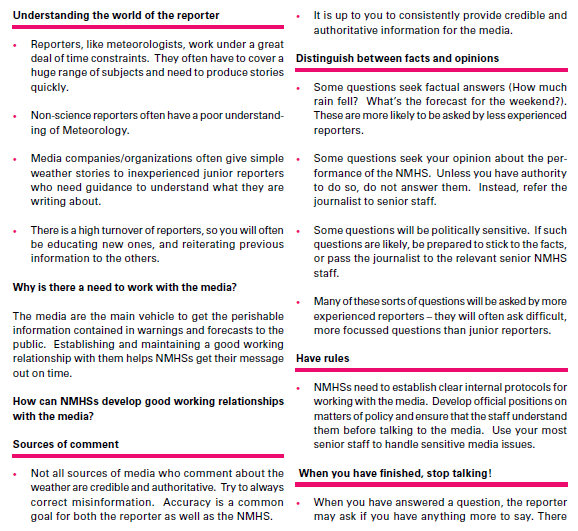 Understanding the world of the reporter
• Reporters, like meteorologists, work under a great
deal of time constraints. They often have to cover a
huge range of subjects and need to produce stories
quickly.
• Non-science reporters often have a poor understand-
ing of Meteorology.
• Media companies/organizations often give simple
weather stories to inexperienced junior reporters
who need guidance to understand what they are
writing about.
• There is a high turnover of reporters, so you will often
be educating new ones, and reiterating previous
information to the others.
Why is there a need to work with the media?
The media are the main vehicle to get the perishable
information contained in warnings and forecasts to the
public. Establishing and maintaining a good working
relationship with them helps NMHSs get their message
out on time.
How can NMHSs develop good working relationships
with the media?
Sources of comment
• Not all sources of media who comment about the
weather are credible and authoritative. Try to always
correct misinformation. Accuracy is a common
goal for both the reporter as well as the NMHS.
• It is up to you to consistently provide credible and
authoritative information for the media.
Distinguish between facts and opinions
• Some questions seek factual answers (How much
rain fell? What's the forecast for the weekend?).
These are more likely to be asked by less experienced
reporters.
• Some questions seek your opinion about the per-
formance of the NMHS. Unless you have authority
to do so, do not answer them. Instead, refer the
journalist to senior staff.
• Some questions will be politically sensitive. If such
questions are likely, be prepared to stick to the facts,
or pass the journalist to the relevant senior NMHS
staff.
• Many of these sorts of questions will be asked by more
experienced reporters – they will often ask difficult,
more focussed questions than junior reporters.
Have rules
• NMHSs need to establish clear internal protocols for
working with the media. Develop official positions on
matters of policy and ensure that the staff understand
them before talking to the media. Use your most
senior staff to handle sensitive media issues.
When you have finished, stop talking!
• When you have answered a question, the reporter
may ask if you have anything more to say. There